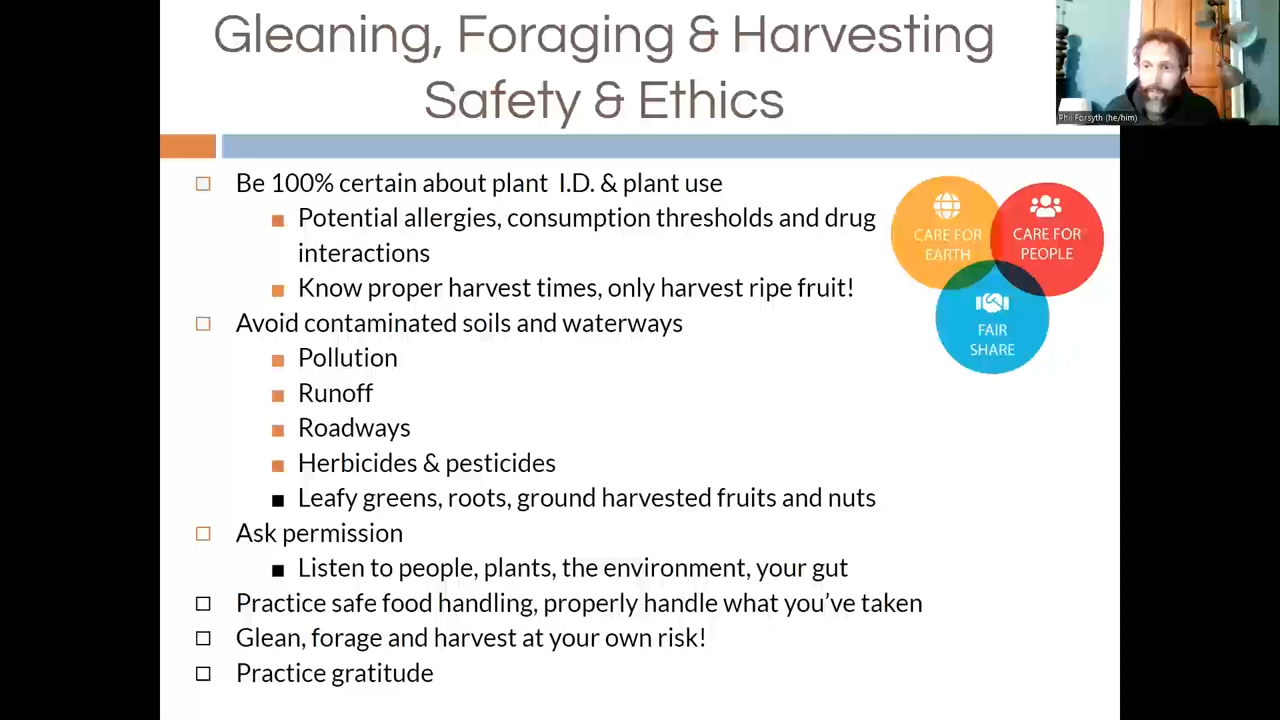 Gleaning, Foraging & Harvesting
Safety & Ethics
Phil Forsyth (he/him)
Be 100% certain about plant I.D. & plant use
Potential allergies, consumption thresholds and drug
interactions
Know proper harvest times, only harvest ripe fruit!
Avoid contaminated soils and waterways
Pollution
Runoff
Roadways
Herbicides & pesticides
Leafy greens, roots, ground harvested fruits and nuts
Ask permission
Listen to people, plants, the environment, your gut
Practice safe food handling, properly handle what you’ve taken
Glean, forage and harvest at your own risk!
Practice gratitude
CARE FOR
EARTH
CARE FOR
PEOPLE
FAIR
SHARE